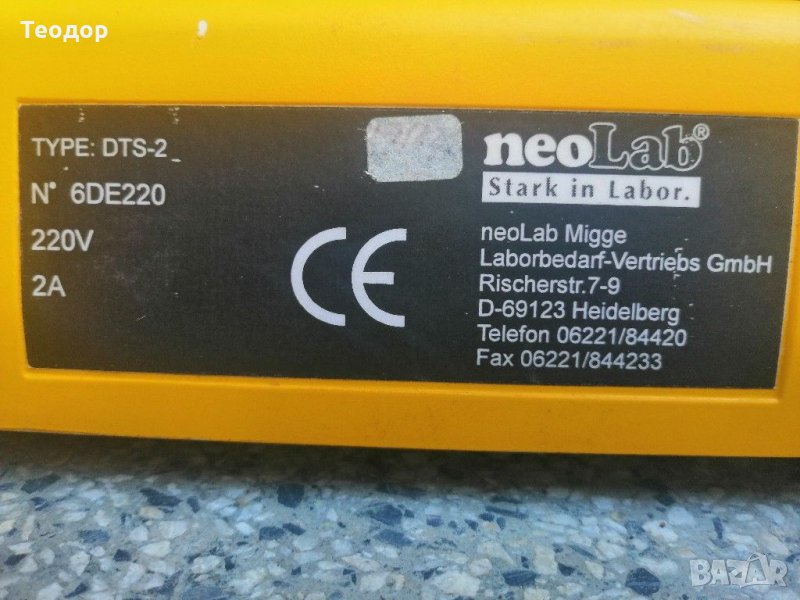 Теодор
TYPE: DTS-2
N° 6DE220
220V
2A
CE
neoLab®
Stark in Labor.
neoLab Migge
Laborbedarf-Vertriebs GmbH
Rischerstr.7-9
D-69123 Heidelberg
Telefon 06221/84420
Fax 06221/844233
BAZAR